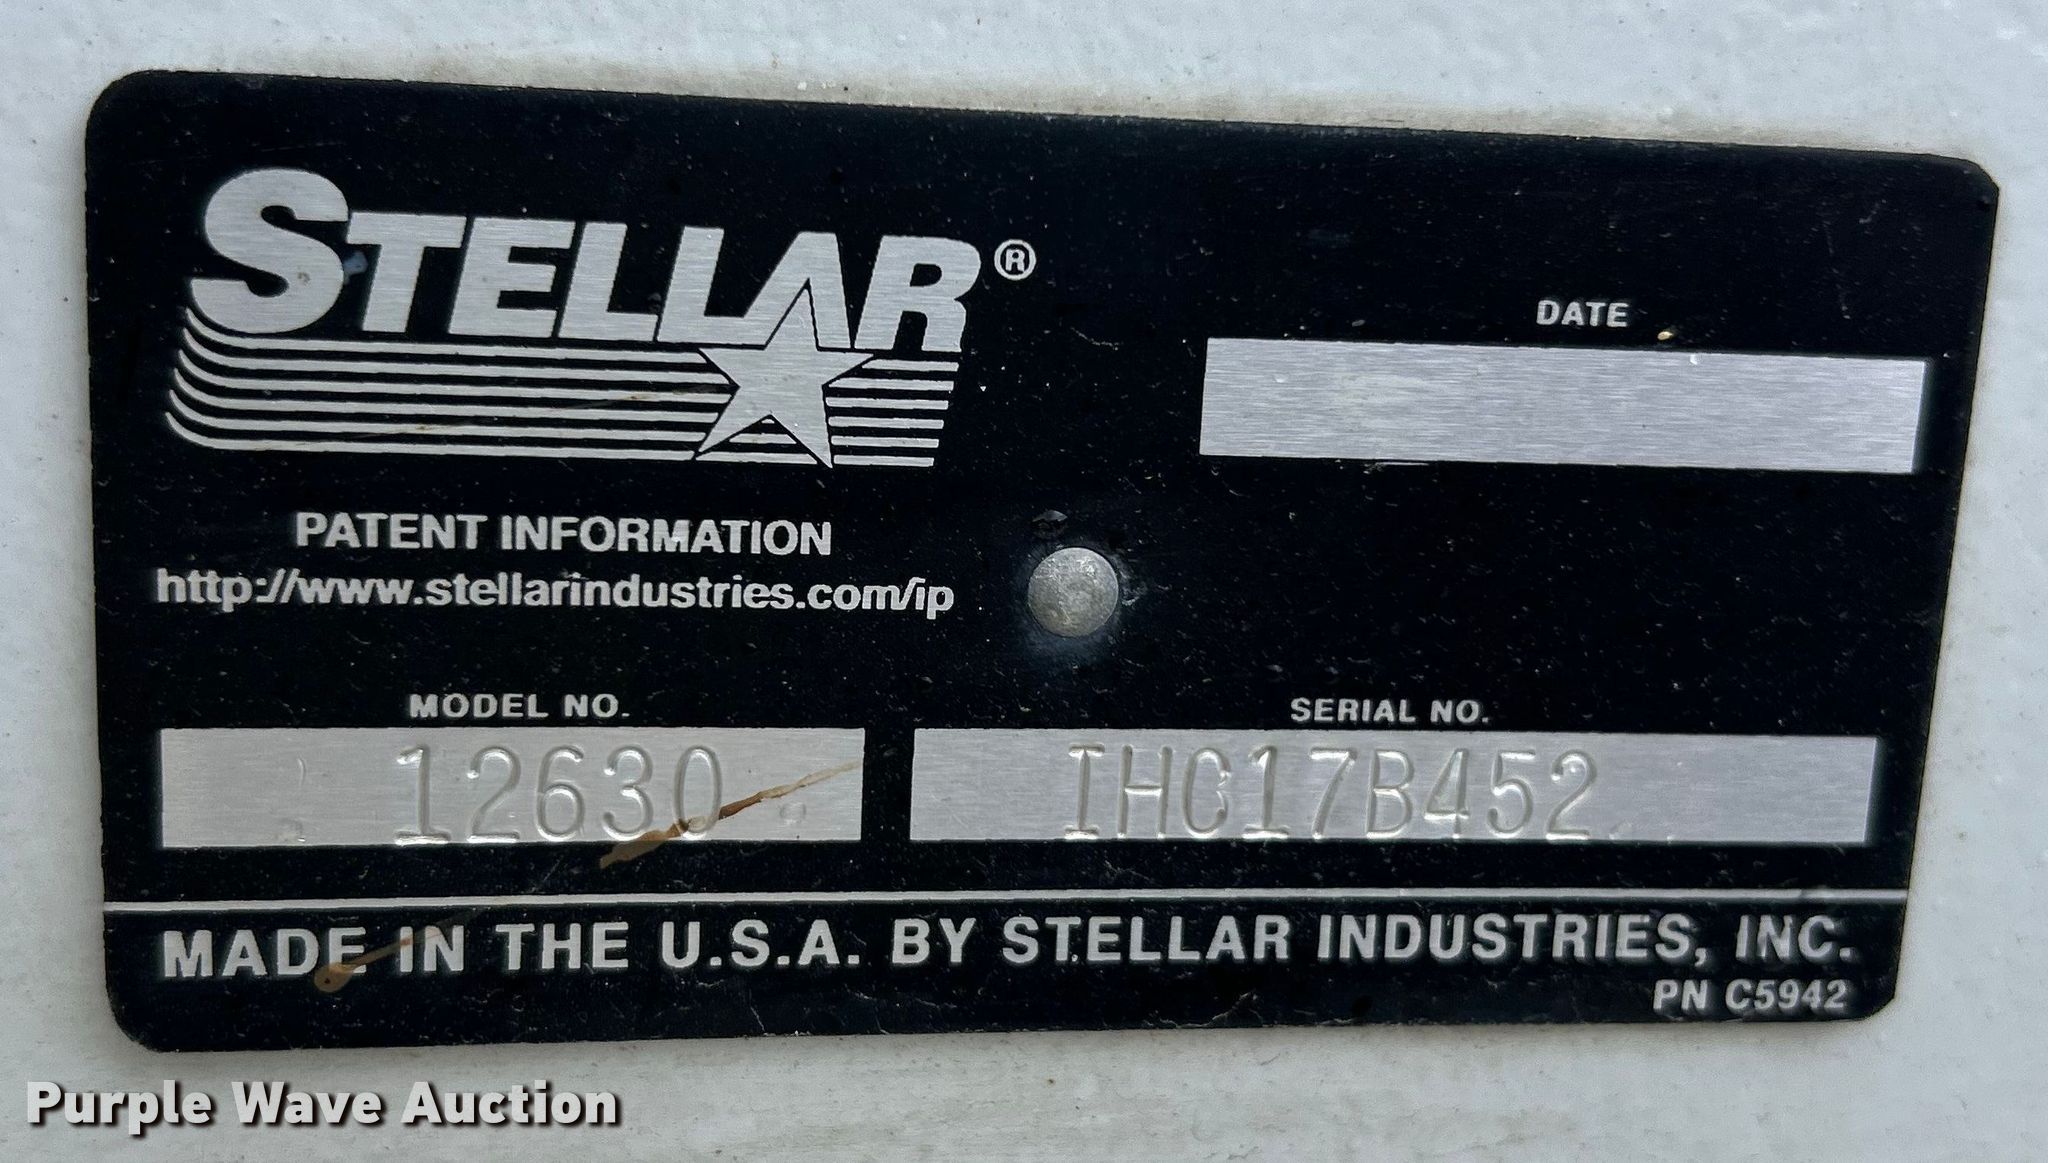 STELLAR®
DATE
PATENT INFORMATION
http://www.stellarindustries.com/ip
MODEL NO.
12630
SERIAL NO.
IHC17B452
MADE IN THE U.S.A. BY STELLAR INDUSTRIES, INC.
PN C5942
Purple Wave Auction